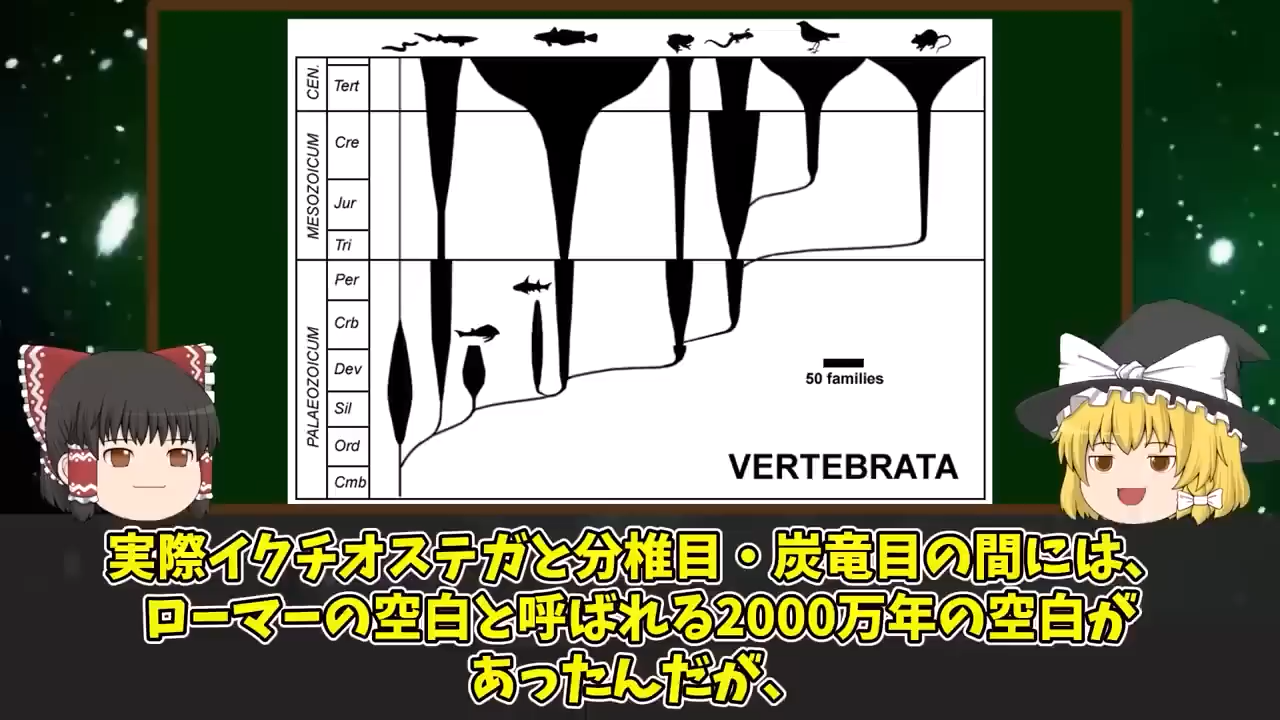 CEN.
Tert
MESOZOICUM
Cre
Jur
Tri
PALAEOZOICUM
Per
Crb
Dev
Sil
Ord
Cmb
50 families
VERTEBRATA
実際イクチオステガと分椎目・炭竜目の間には、
ローマーの空白と呼ばれる2000万年の空白が
あったんだが、